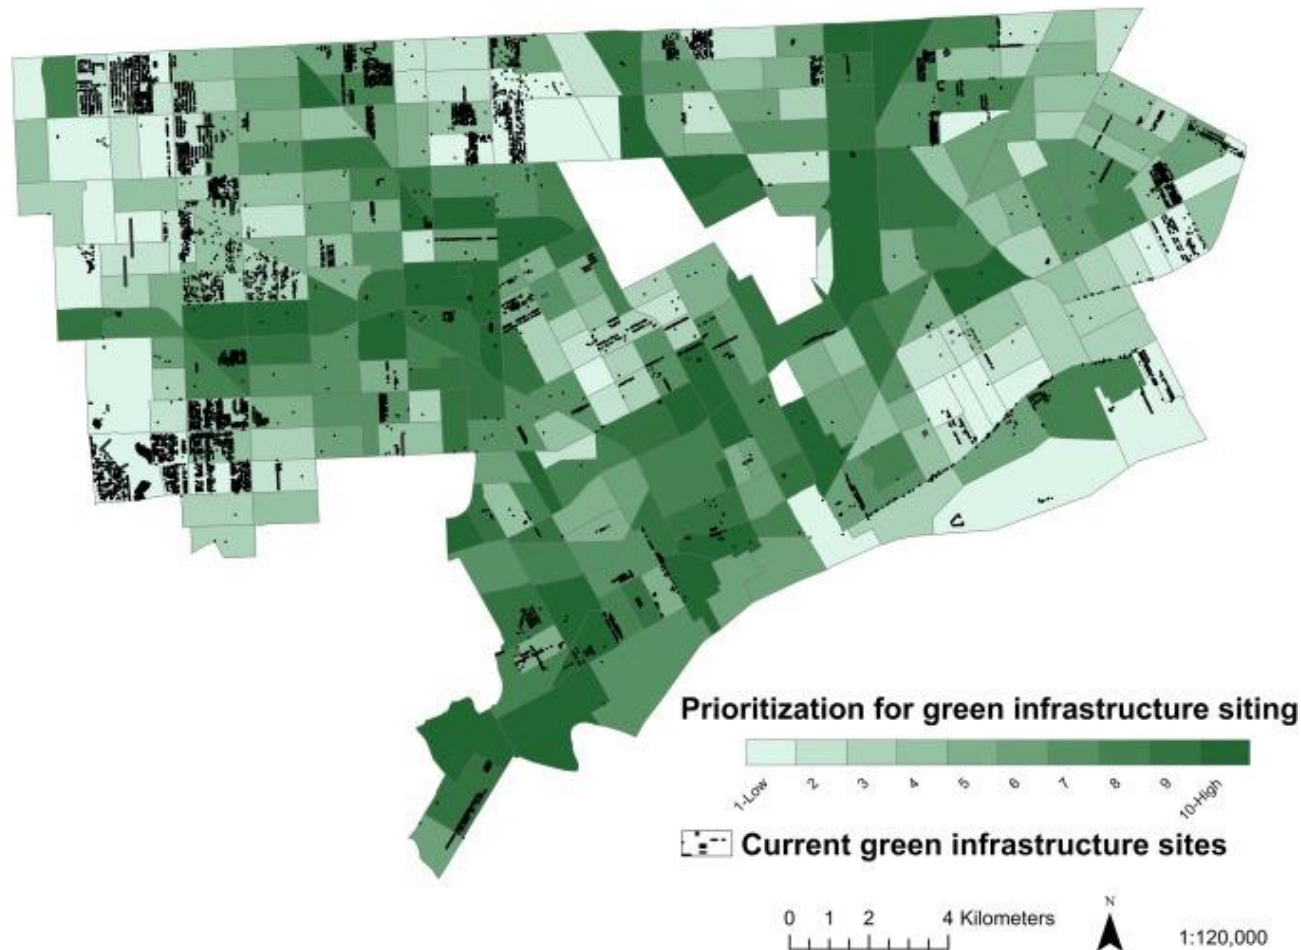 Prioritization for green infrastructure siting
1-Low 2 3 4 5 6 7 8 9 10-High
Current green infrastructure sites
N
0 1 2 4 Kilometers
1:120,000